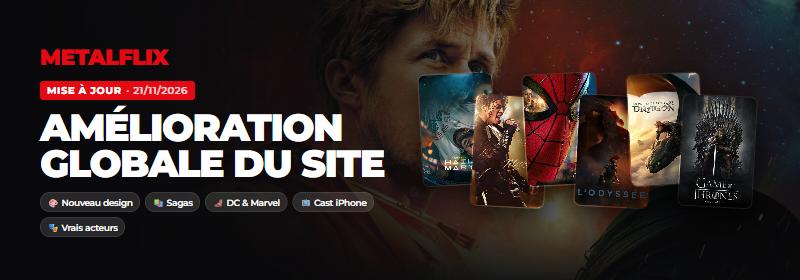 METALFLIX
MISE À JOUR · 21/11/2026
AMÉLIORATION
GLOBALE DU SITE
Nouveau design
Sagas
DC & Marvel
Cast iPhone
Vrais acteurs
DRAGON
L'ODYSSÉE
GAME OF
THRONES